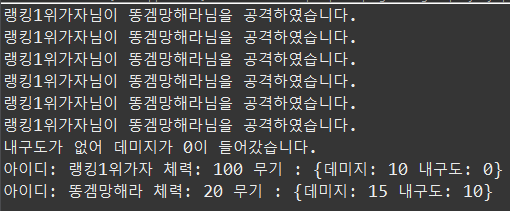 랭킹1위가자님이 똥겜망해라님을 공격하였습니다.
랭킹1위가자님이 똥겜망해라님을 공격하였습니다.
랭킹1위가자님이 똥겜망해라님을 공격하였습니다.
랭킹1위가자님이 똥겜망해라님을 공격하였습니다.
랭킹1위가자님이 똥겜망해라님을 공격하였습니다.
랭킹1위가자님이 똥겜망해라님을 공격하였습니다.
내구도가 없어 데미지가 0이 들어갔습니다.
아이디: 랭킹1위가자 체력: 100 무기 : {데미지: 10 내구도: 0}
아이디: 똥겜망해라 체력: 20 무기 : {데미지: 15 내구도: 10}